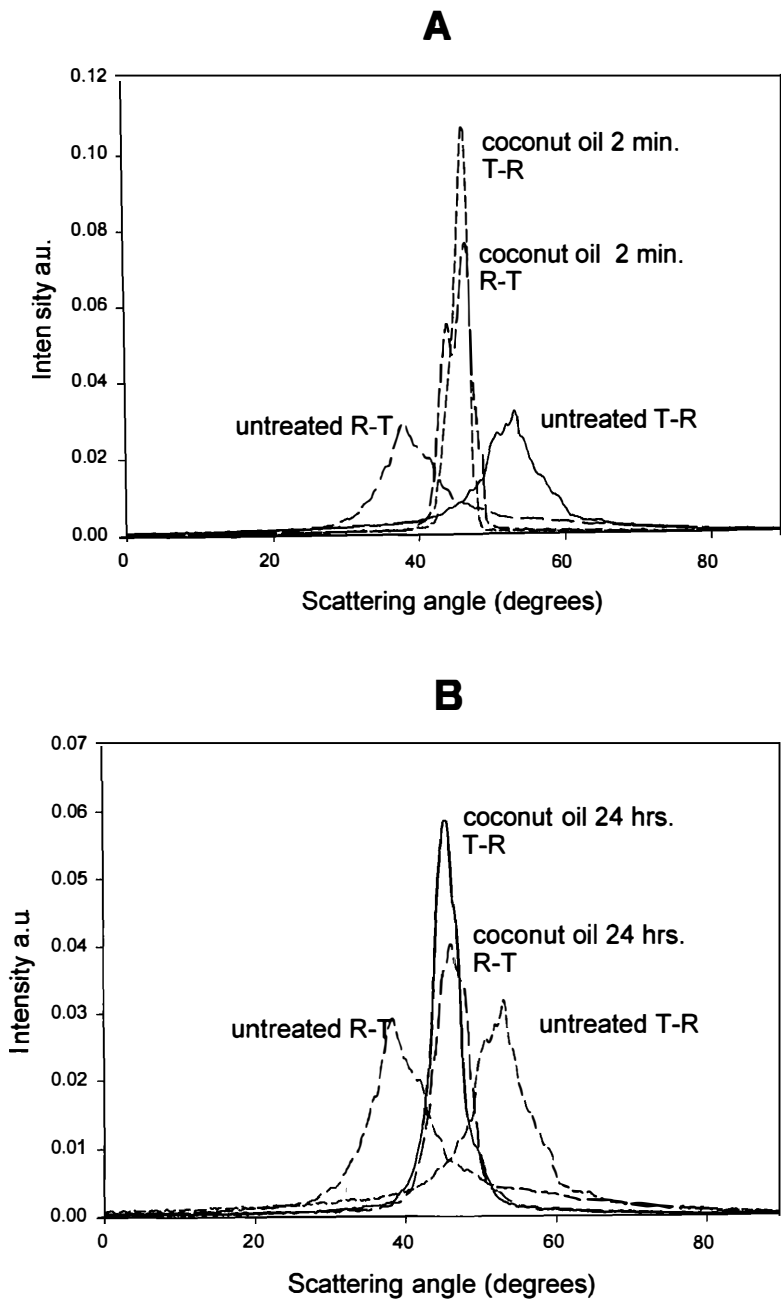 A
0.12
0.10
0.08
0.06
0.04
0.02
0.00
Inten sity a.u.
coconut oil 2 min.
T-R
coconut oil 2 min.
R-T
untreated R-T
untreated T-R
0 20 40 60 80
Scattering angle (degrees)
B
0.07
0.06
0.05
0.04
0.03
0.02
0.01
0.00
Intensity a.u.
coconut oil 24 hrs.
T-R
coconut oil 24 hrs.
R-T
untreated R-T
untreated T-R
0 20 40 60 80
Scattering angle (degrees)